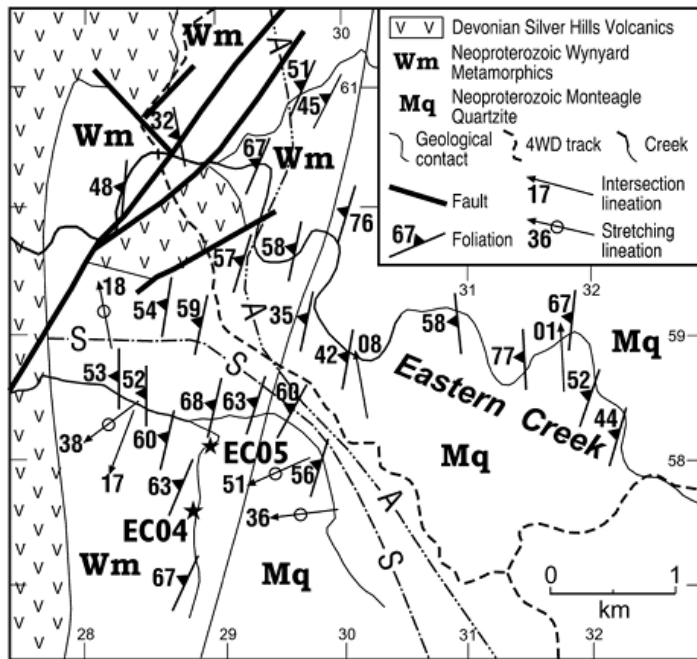 30
Devonian Silver Hills Volcanics
Wm
Neoproterozoic Wynyard
Metamorphics
Mq
Neoproterozoic Monteagle
Quartzite
Geological
contact
4WD track
Creek
Fault
17
Intersection
lineation
67
Foliation
36
Stretching
lineation
Wm
A
51
61
45
32
Wm
67
Wm
48
76
58
57
18
A
54
59
35
58
67
01
31
32
Mq
59
08
42
77
S
S
53
52
68
63
60
52
44
Eastern Creek
38
60
EC05
Mq
58
17
51
56
63
36
EC04
A
Wm
67
Mq
S
0
1
km
28
29
30
31
32